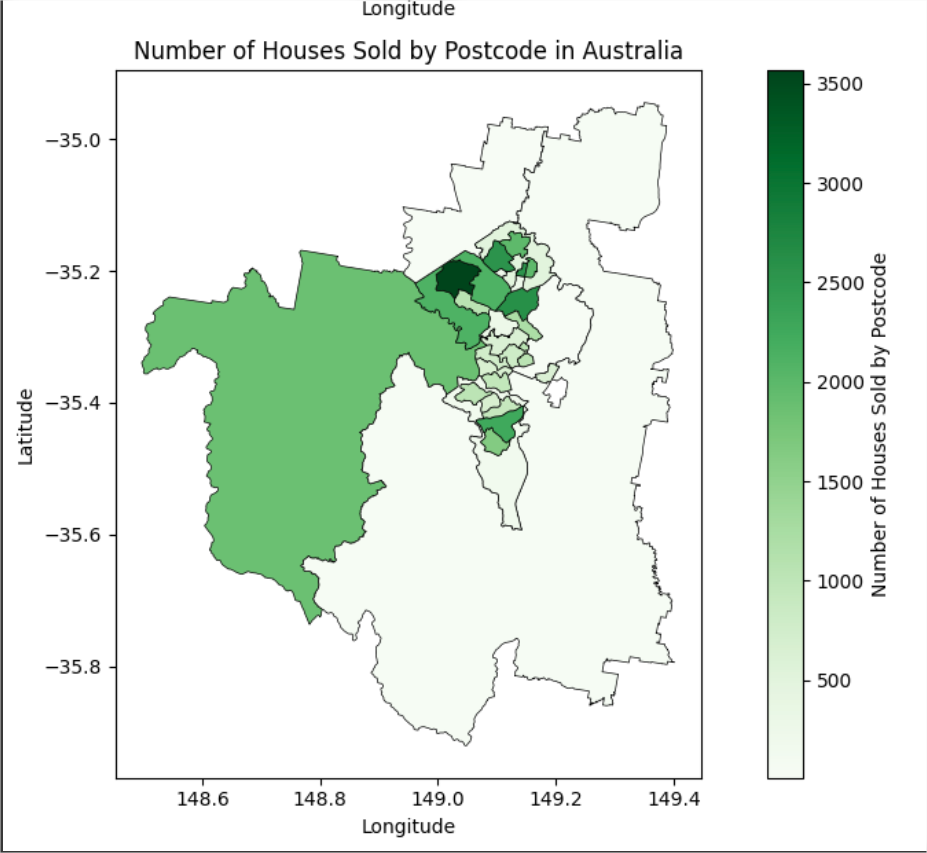 Longitude
Number of Houses Sold by Postcode in Australia
3500
3000
2500
2000
1500
1000
500
Number of Houses Sold by Postcode
−35.0
−35.2
−35.4
−35.6
−35.8
Latitude
148.6 148.8 149.0 149.2 149.4
Longitude